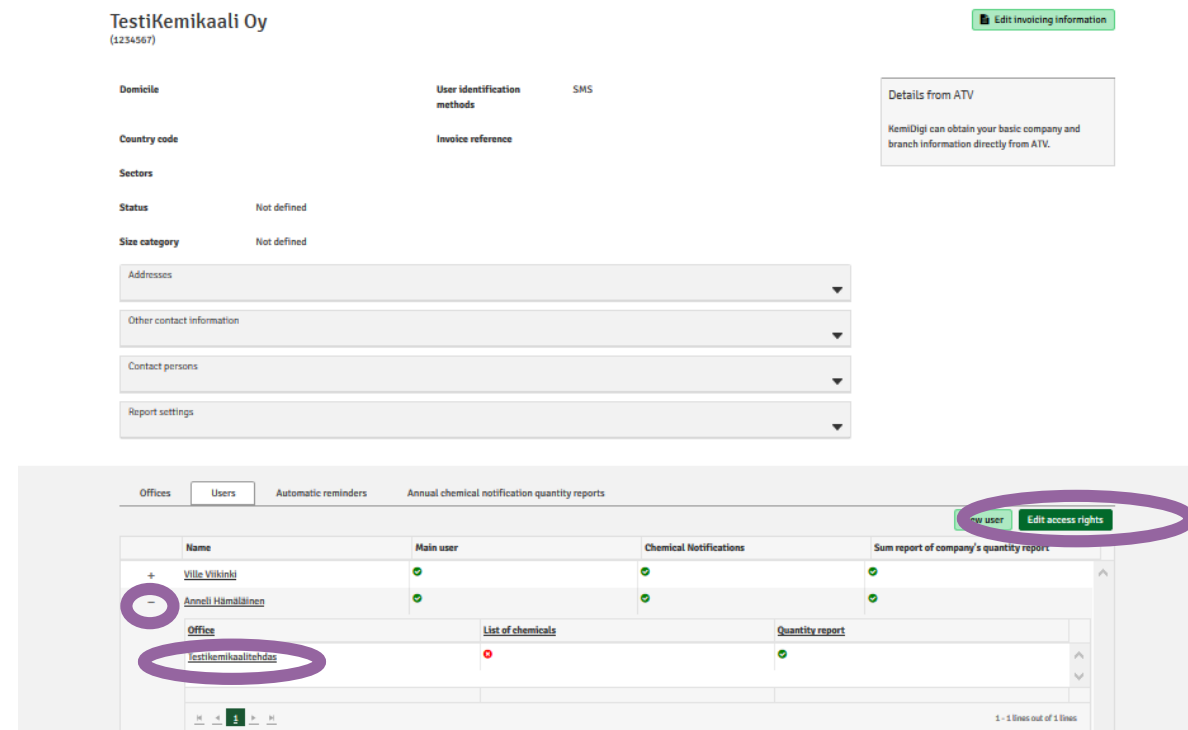 TestiKemikaali Oy
(1234567)
Edit invoicing information
Domicile
User identification methods SMS
Details from ATV
KemiDigi can obtain your basic company and
branch information directly from ATV.
Country code
Invoice reference
Sectors
Status Not defined
Size category Not defined
Addresses
Other contact information
Contact persons
Report settings
Offices Users Automatic reminders Annual chemical notification quantity reports
user Edit access rights
Name Main user Chemical Notifications Sum report of company's quantity report
+ Ville Viikinki
− Anneli Hämäläinen
Office List of chemicals Quantity report
Testikemikaalitehdas
1
1 - 1 lines out of 1 lines